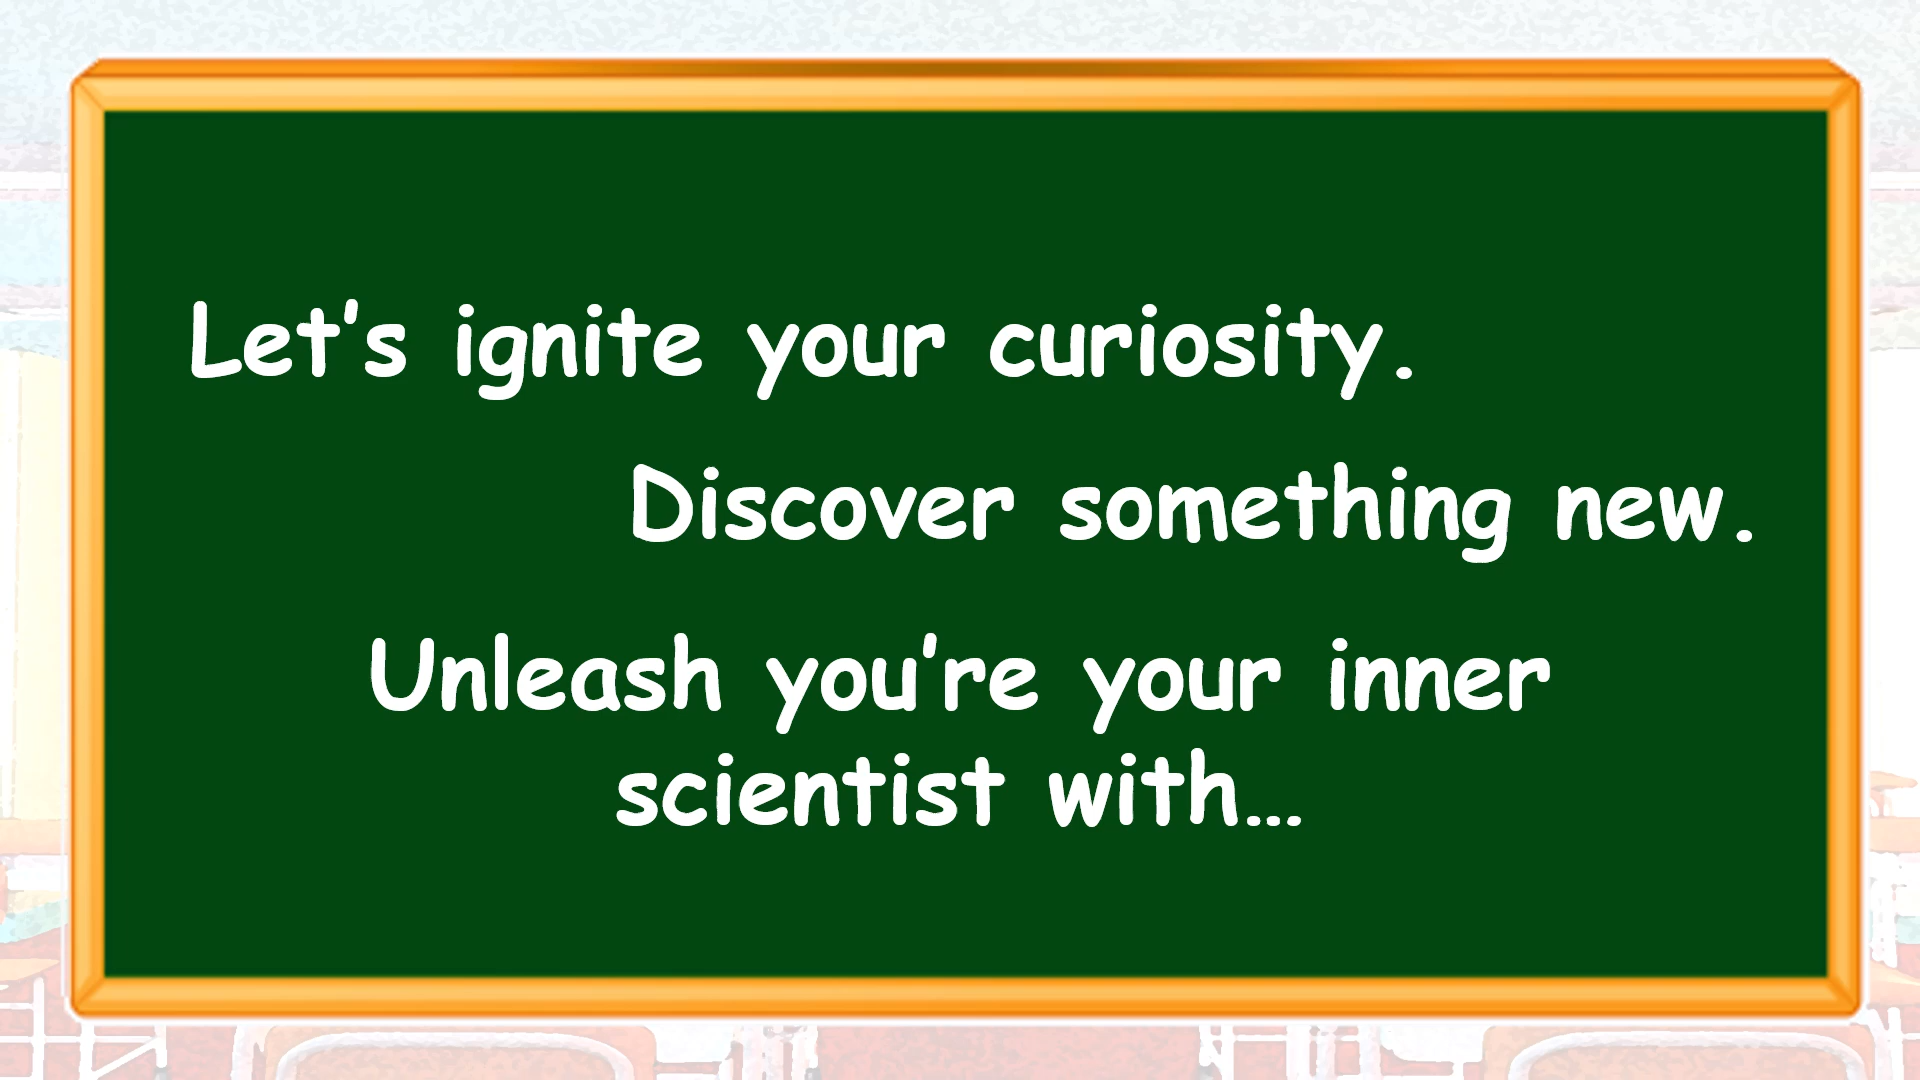 Let’s ignite your curiosity.
Discover something new.
Unleash you’re your inner
scientist with…